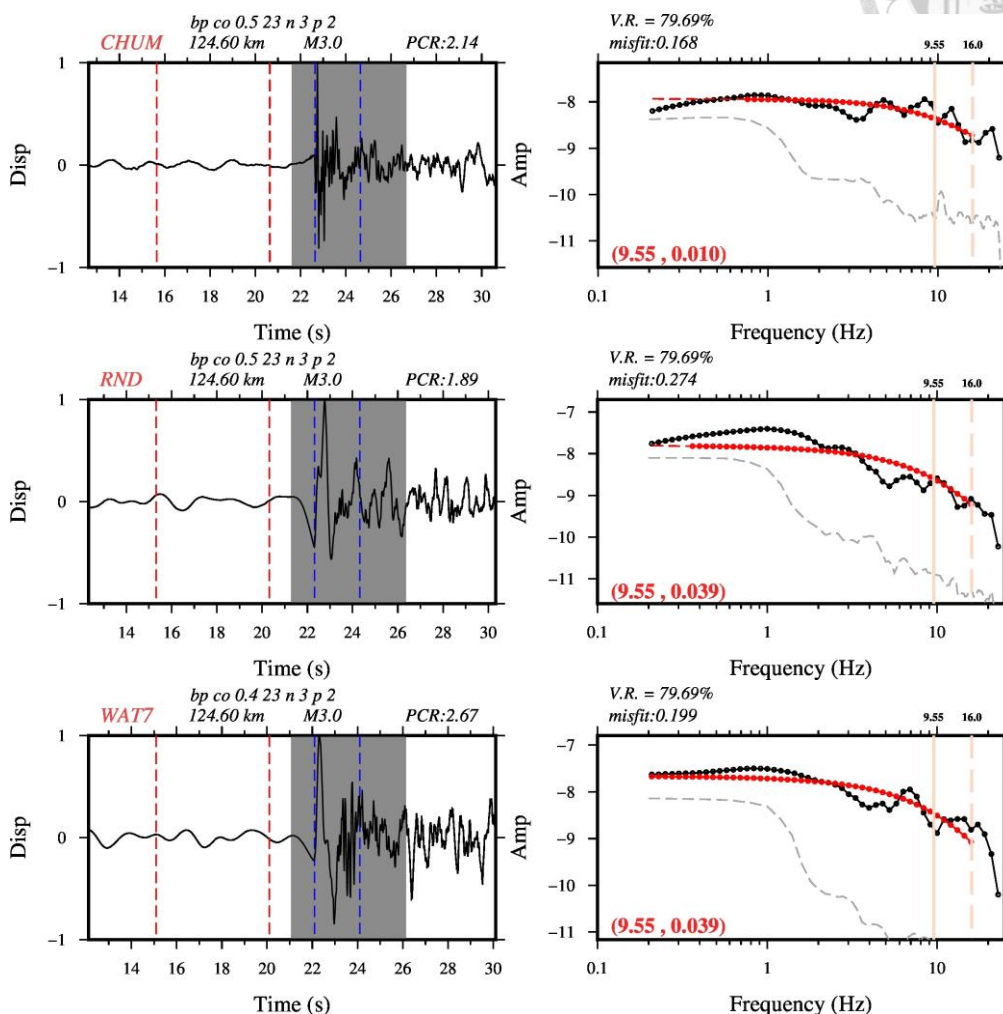 bp co 0.5 23 n 3 p 2
CHUM 124.60 km M3.0 PCR:2.14
V.R. = 79.69%
misfit:0.168
9.55 16.0
Disp
1
0
−1
14 16 18 20 22 24 26 28 30
Time (s)
Amp
−8
−9
−10
−11
(9.55 , 0.010)
0.1 1 10
Frequency (Hz)
bp co 0.5 23 n 3 p 2
RND 124.60 km M3.0 PCR:1.89
V.R. = 79.69%
misfit:0.274
9.55 16.0
Disp
1
0
−1
14 16 18 20 22 24 26 28 30
Time (s)
Amp
−7
−8
−9
−10
−11
(9.55 , 0.039)
0.1 1 10
Frequency (Hz)
bp co 0.4 23 n 3 p 2
WAT7 124.60 km M3.0 PCR:2.67
V.R. = 79.69%
misfit:0.199
9.55 16.0
Disp
1
0
−1
14 16 18 20 22 24 26 28 30
Time (s)
Amp
−8
−9
−10
−11
(9.55 , 0.039)
0.1 1 10
Frequency (Hz)